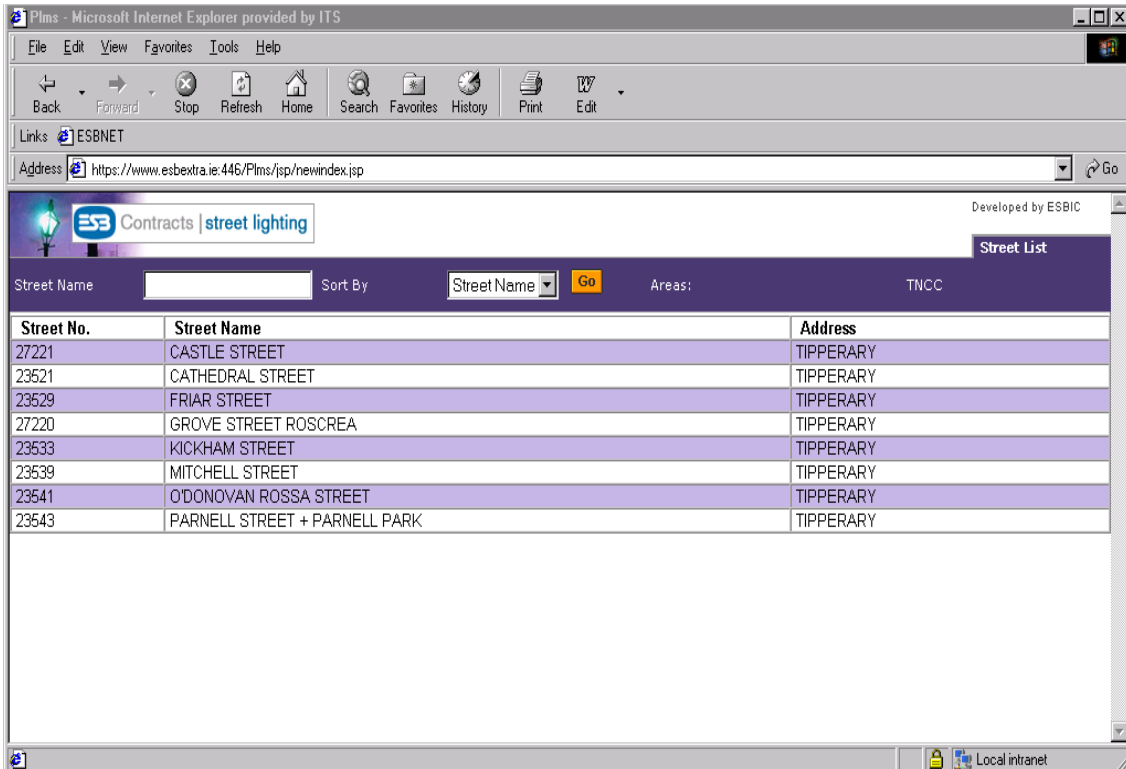 Plms - Microsoft Internet Explorer provided by ITS
File Edit View Favorites Tools Help
Back Forward Stop Refresh Home Search Favorites History Print Edit
Links ESBNET
Address https://www.esbextra.ie:446/Plms/jsp/newindex.jsp Go
Developed by ESBIC
ESB Contracts | street lighting
Street List
Street Name Sort By Street Name Go Areas: TNCC
Street No. Street Name Address
27221 CASTLE STREET TIPPERARY
23521 CATHEDRAL STREET TIPPERARY
23529 FRIAR STREET TIPPERARY
27220 GROVE STREET ROSCREA TIPPERARY
23533 KICKHAM STREET TIPPERARY
23539 MITCHELL STREET TIPPERARY
23541 O'DONOVAN ROSSA STREET TIPPERARY
23543 PARNELL STREET + PARNELL PARK TIPPERARY
Local intranet